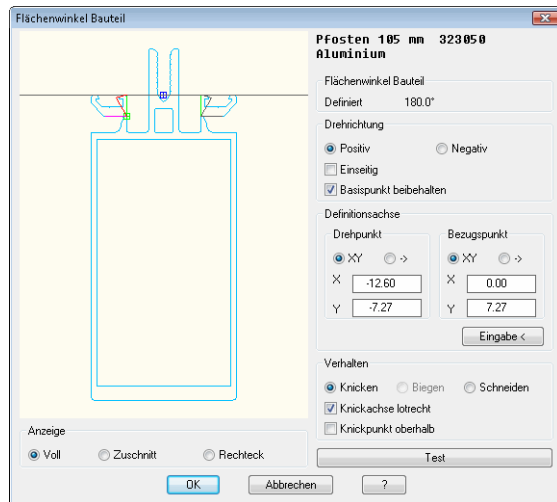 Flächenwinkel Bauteil
Pfosten 105 mm 323050
Aluminium
Flächenwinkel Bauteil
Definiert 180.0°
Drehrichtung
Positiv Negativ
Einseitig
Basispunkt beibehalten
Definitionsachse
Drehpunkt Bezugspunkt
XY -> XY ->
X -12.60 X 0.00
Y -7.27 Y 7.27
Eingabe <
Verhalten
Knicken Biegen Schneiden
Knickachse lotrecht
Knickpunkt oberhalb
Anzeige
Voll Zuschnitt Rechteck
Test
OK Abbrechen ?